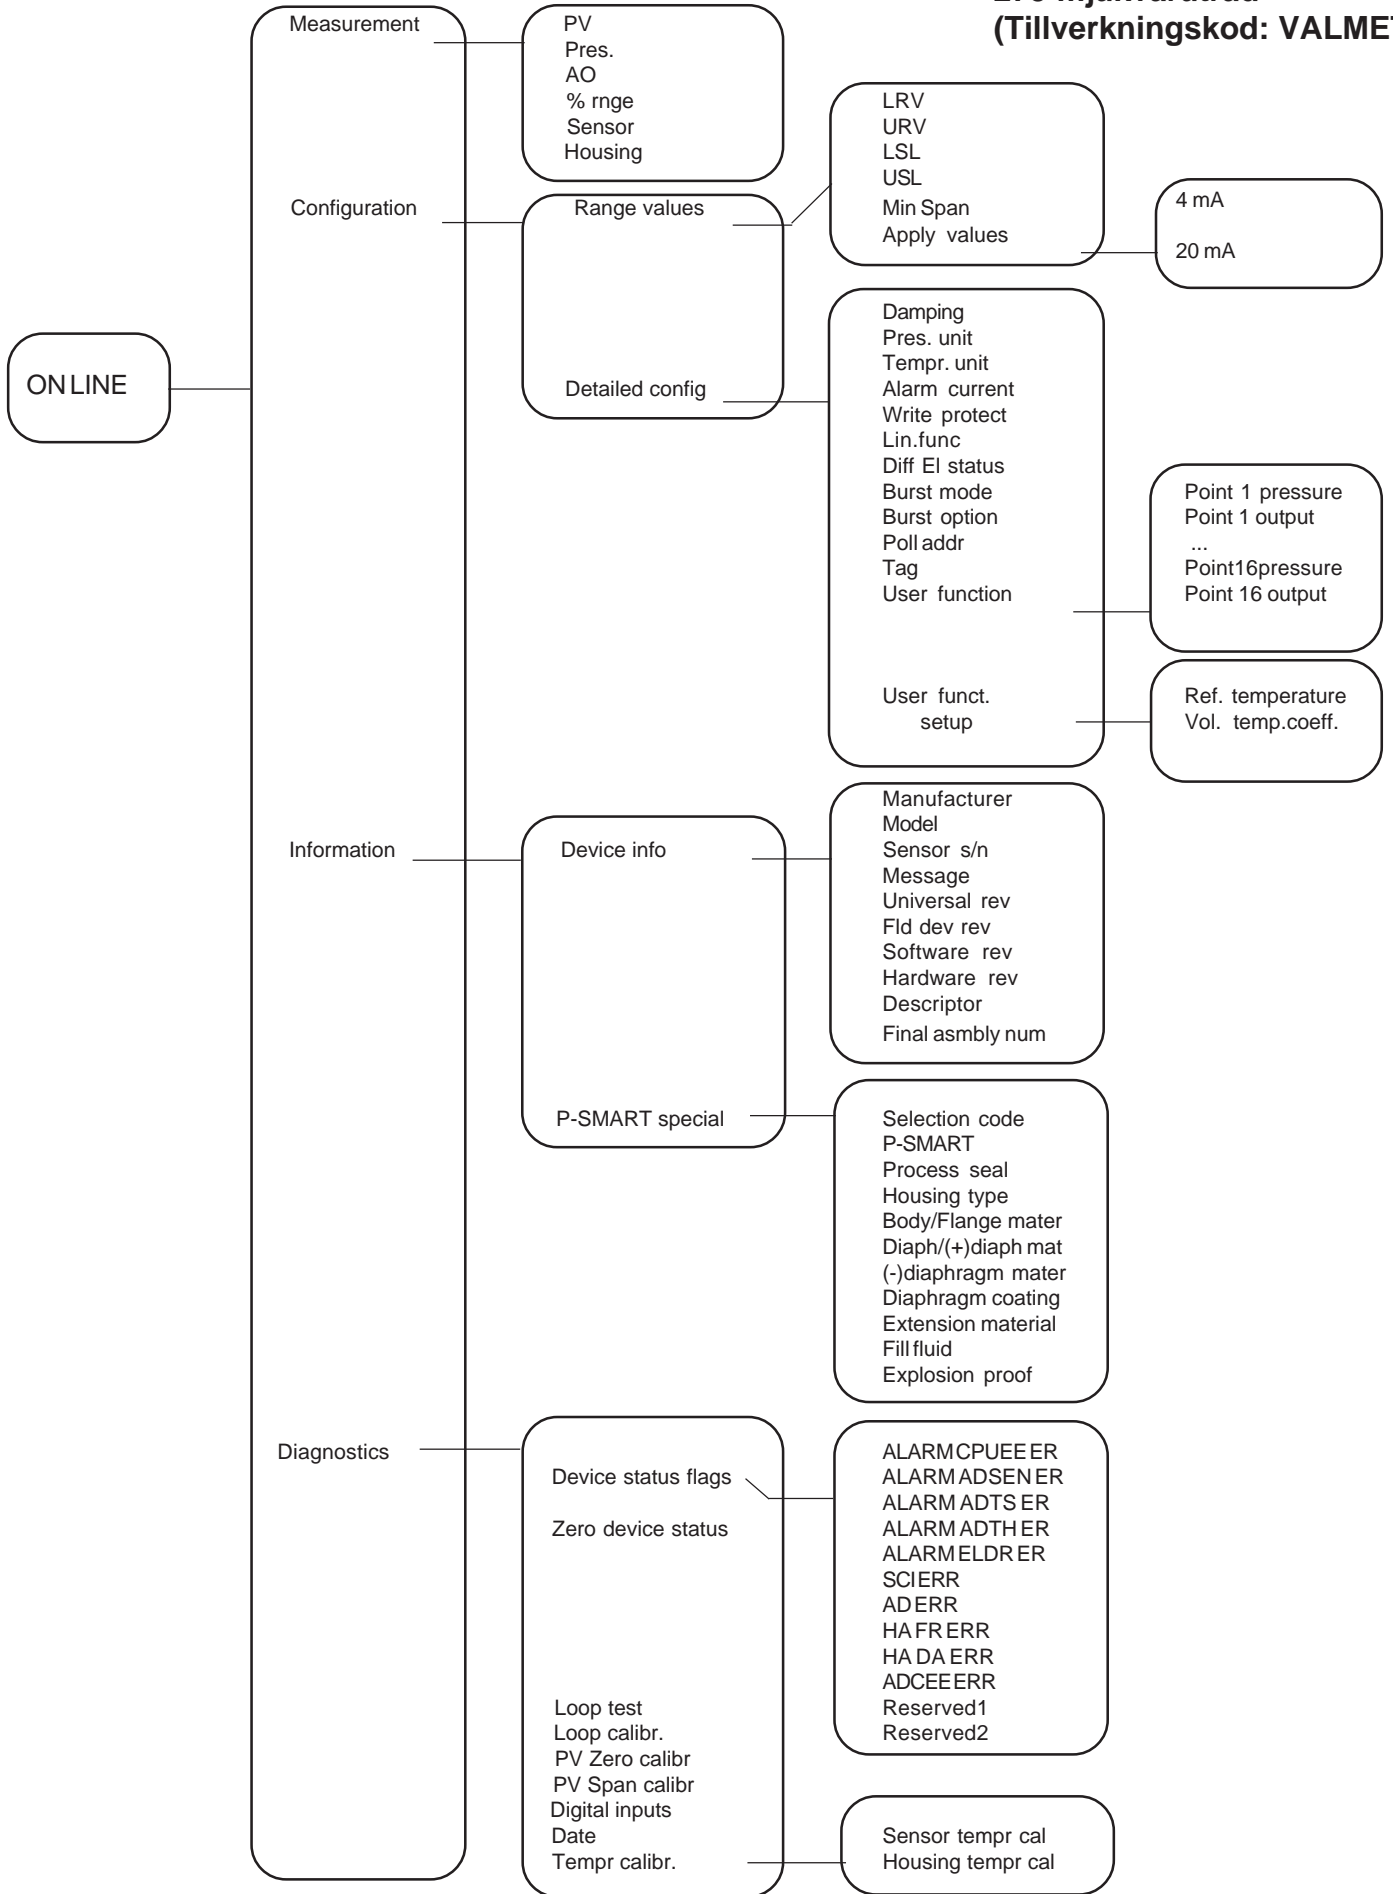 (Tillverkningskod: VALMET
Measurement
PV
Pres.
AO
% rnge
Sensor
Housing
LRV
URV
LSL
USL
Min Span
Apply values
4 mA
20 mA
Configuration
Range values
Detailed config
ON LINE
Damping
Pres. unit
Tempr. unit
Alarm current
Write protect
Lin.func
Diff El status
Burst mode
Burst option
Poll addr
Tag
User function
Point 1 pressure
Point 1 output
...
Point16pressure
Point 16 output
User funct.
setup
Ref. temperature
Vol. temp.coeff.
Information
Device info
Manufacturer
Model
Sensor s/n
Message
Universal rev
Fld dev rev
Software rev
Hardware rev
Descriptor
Final asmbly num
P-SMART special
Selection code
P-SMART
Process seal
Housing type
Body/Flange mater
Diaph/(+)diaph mat
(-)diaphragm mater
Diaphragm coating
Extension material
Fill fluid
Explosion proof
Diagnostics
Device status flags
Zero device status
ALARM CPUEE ER
ALARM ADSEN ER
ALARM ADTS ER
ALARM ADTH ER
ALARM ELDR ER
SCI ERR
AD ERR
HA FR ERR
HA DA ERR
ADCEE ERR
Reserved1
Reserved2
Loop test
Loop calibr.
PV Zero calibr
PV Span calibr
Digital inputs
Date
Tempr calibr.
Sensor tempr cal
Housing tempr cal